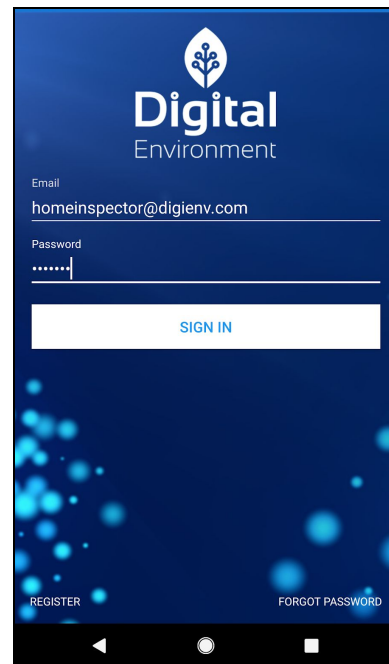 Digital
Environment
Email
homeinspector@digienv.com
Password
•••••••
SIGN IN
REGISTER
FORGOT PASSWORD